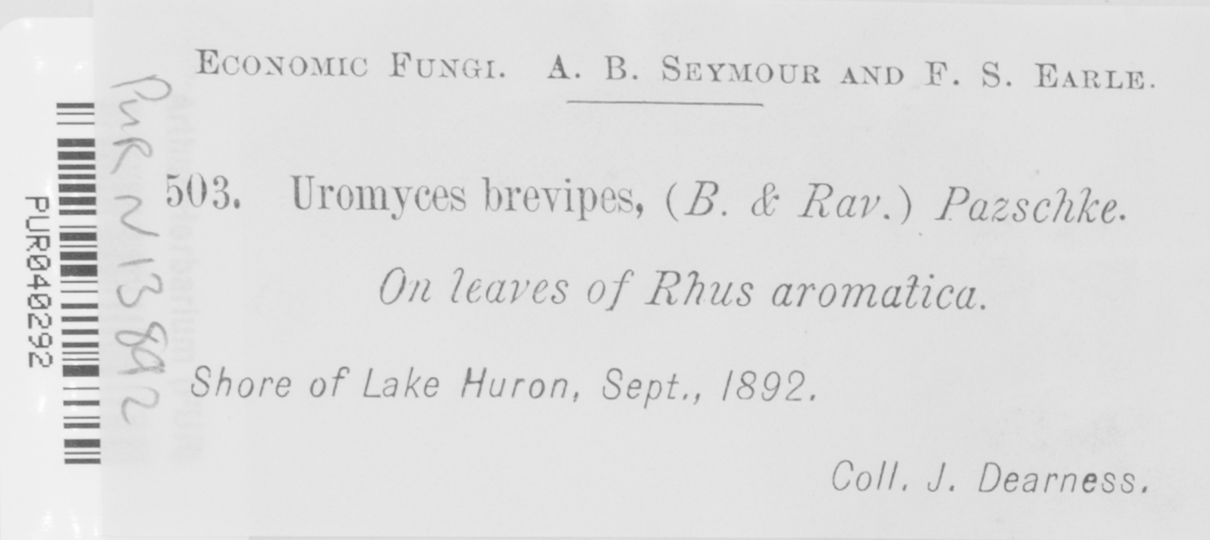 Economic Fungi. A. B. Seymour and F. S. Earle.
503. Uromyces brevipes, (B. & Rav.) Pazschke.
On leaves of Rhus aromatica.
Shore of Lake Huron, Sept., 1892.
Coll. J. Dearness.
PUR040292
PUR N13892